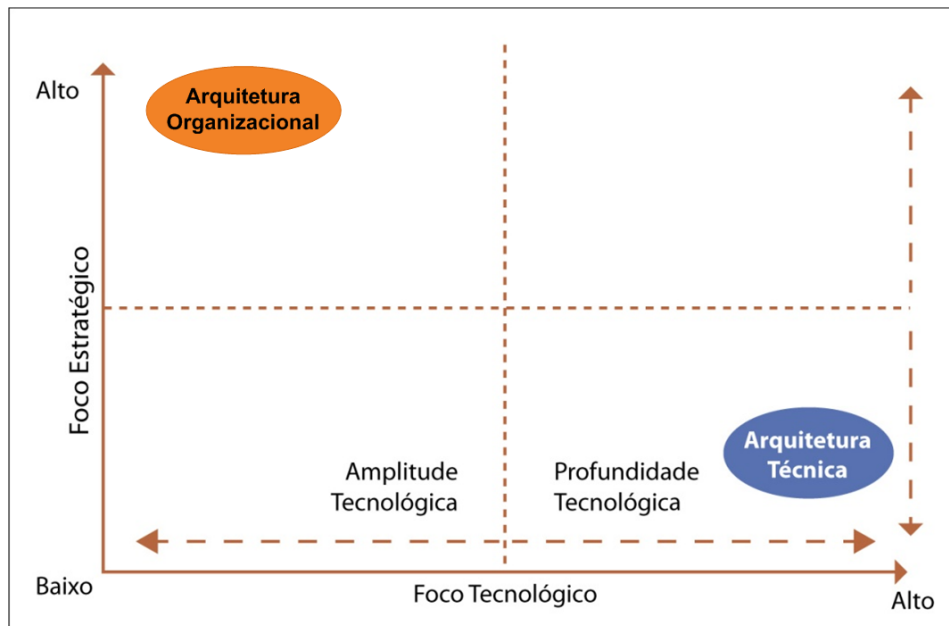 Alto
Arquitetura
Organizacional
Foco Estratégico
Amplitude
Tecnológica
Profundidade
Tecnológica
Arquitetura
Técnica
Baixo
Foco Tecnológico
Alto